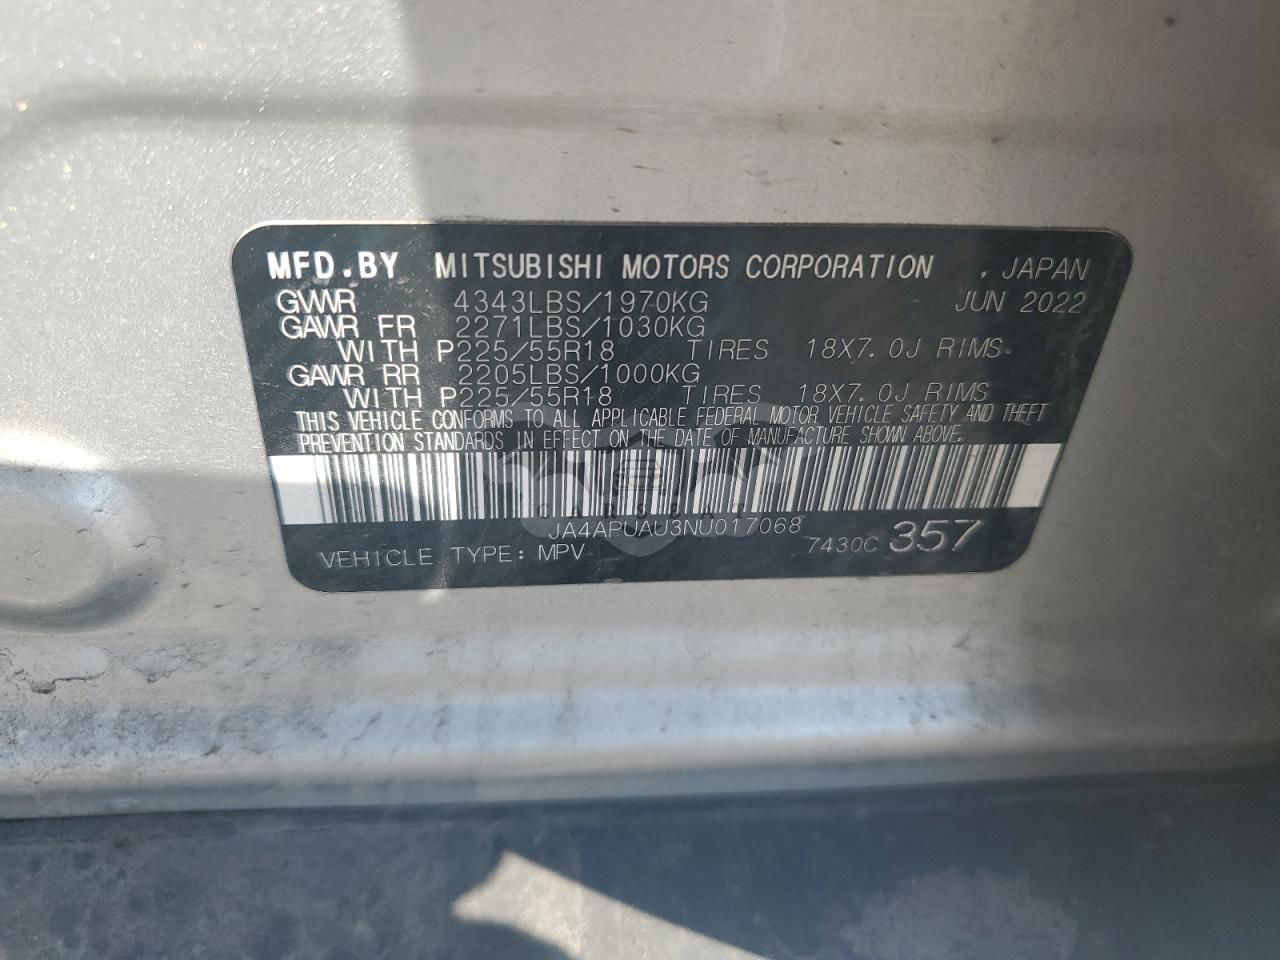 MFD.BY MITSUBISHI MOTORS CORPORATION , JAPAN
GVWR 4343LBS/1970KG JUN 2022
GAWR FR 2271LBS/1030KG
WITH P225/55R18 TIRES 18X7.0J RIMS
GAWR RR 2205LBS/1000KG
WITH P225/55R18 TIRES 18X7.0J RIMS
THIS VEHICLE CONFORMS TO ALL APPLICABLE FEDERAL MOTOR VEHICLE SAFETY AND THEFT
PREVENTION STANDARDS IN EFFECT ON THE DATE OF MANUFACTURE SHOWN ABOVE.
JA4APUAU3NU017068
VEHICLE TYPE: MPV 7430C 357